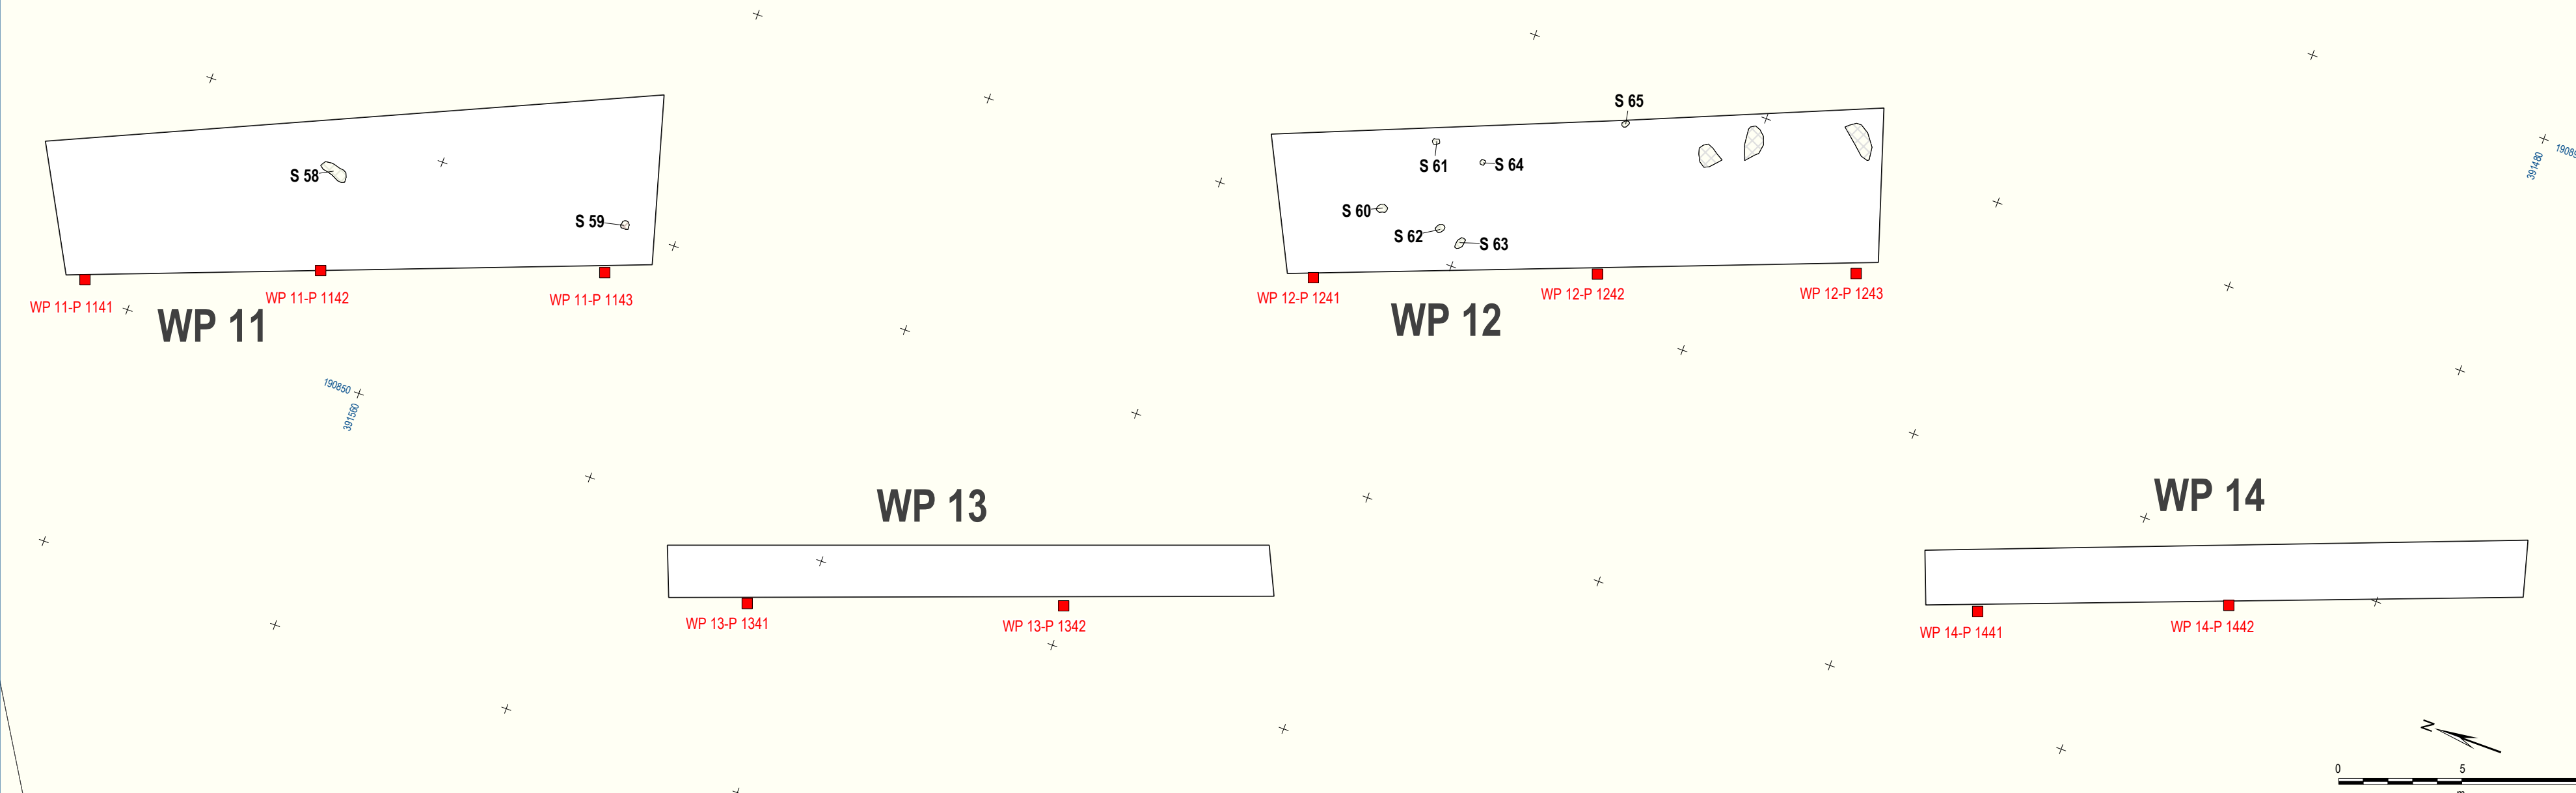 S 65
S 61
S 64
S 58
S 60
S 59
S 62
S 63
391480
WP 11-P 1141
WP 11-P 1142
WP 11-P 1143
WP 12-P 1241
WP 12-P 1242
WP 12-P 1243
WP 11
WP 12
190850
391560
WP 13
WP 14
WP 13-P 1341
WP 13-P 1342
WP 14-P 1441
WP 14-P 1442
N
0 5